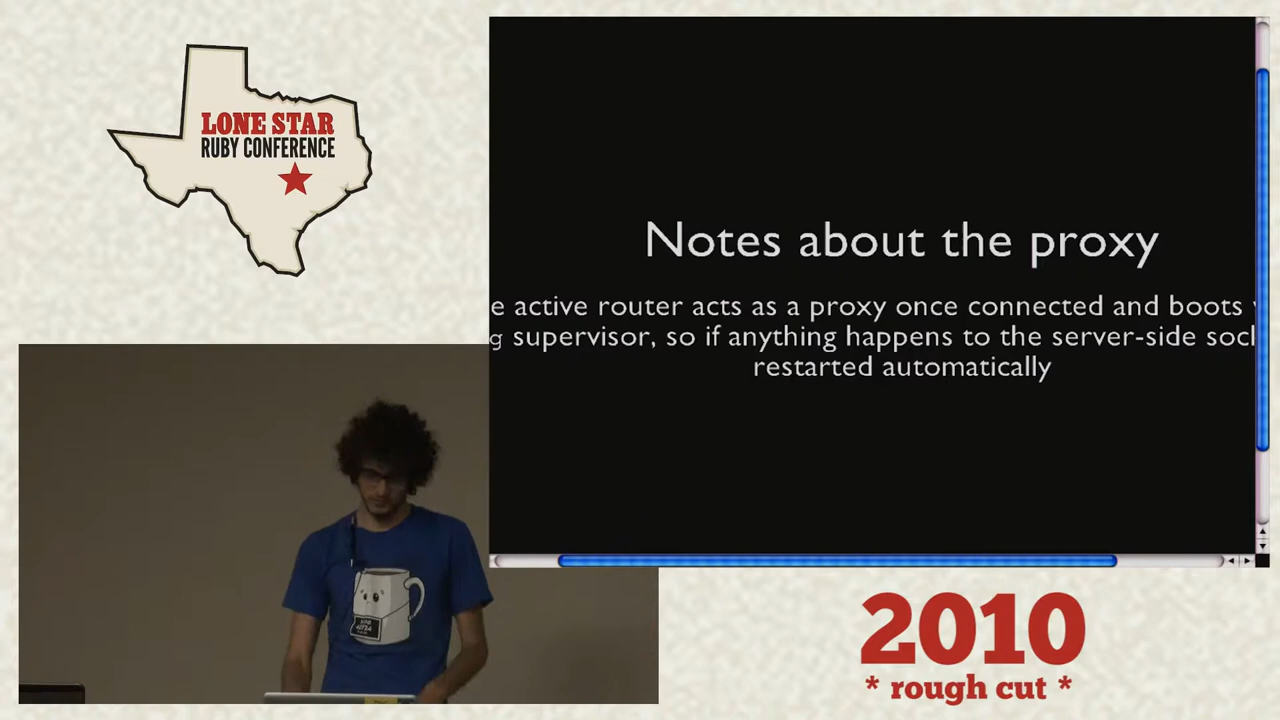 LONE STAR
RUBY CONFERENCE
Notes about the proxy
e active router acts as a proxy once connected and boots
g supervisor, so if anything happens to the server-side sock
restarted automatically
2010
* rough cut *